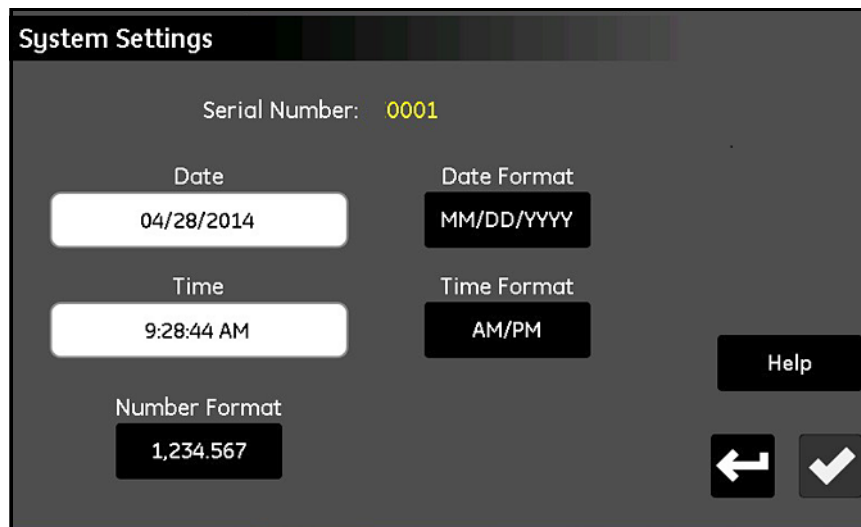 System Settings
Serial Number: 0001
Date
Date Format
04/28/2014
MM/DD/YYYY
Time
Time Format
9:28:44 AM
AM/PM
Help
Number Format
1,234.567